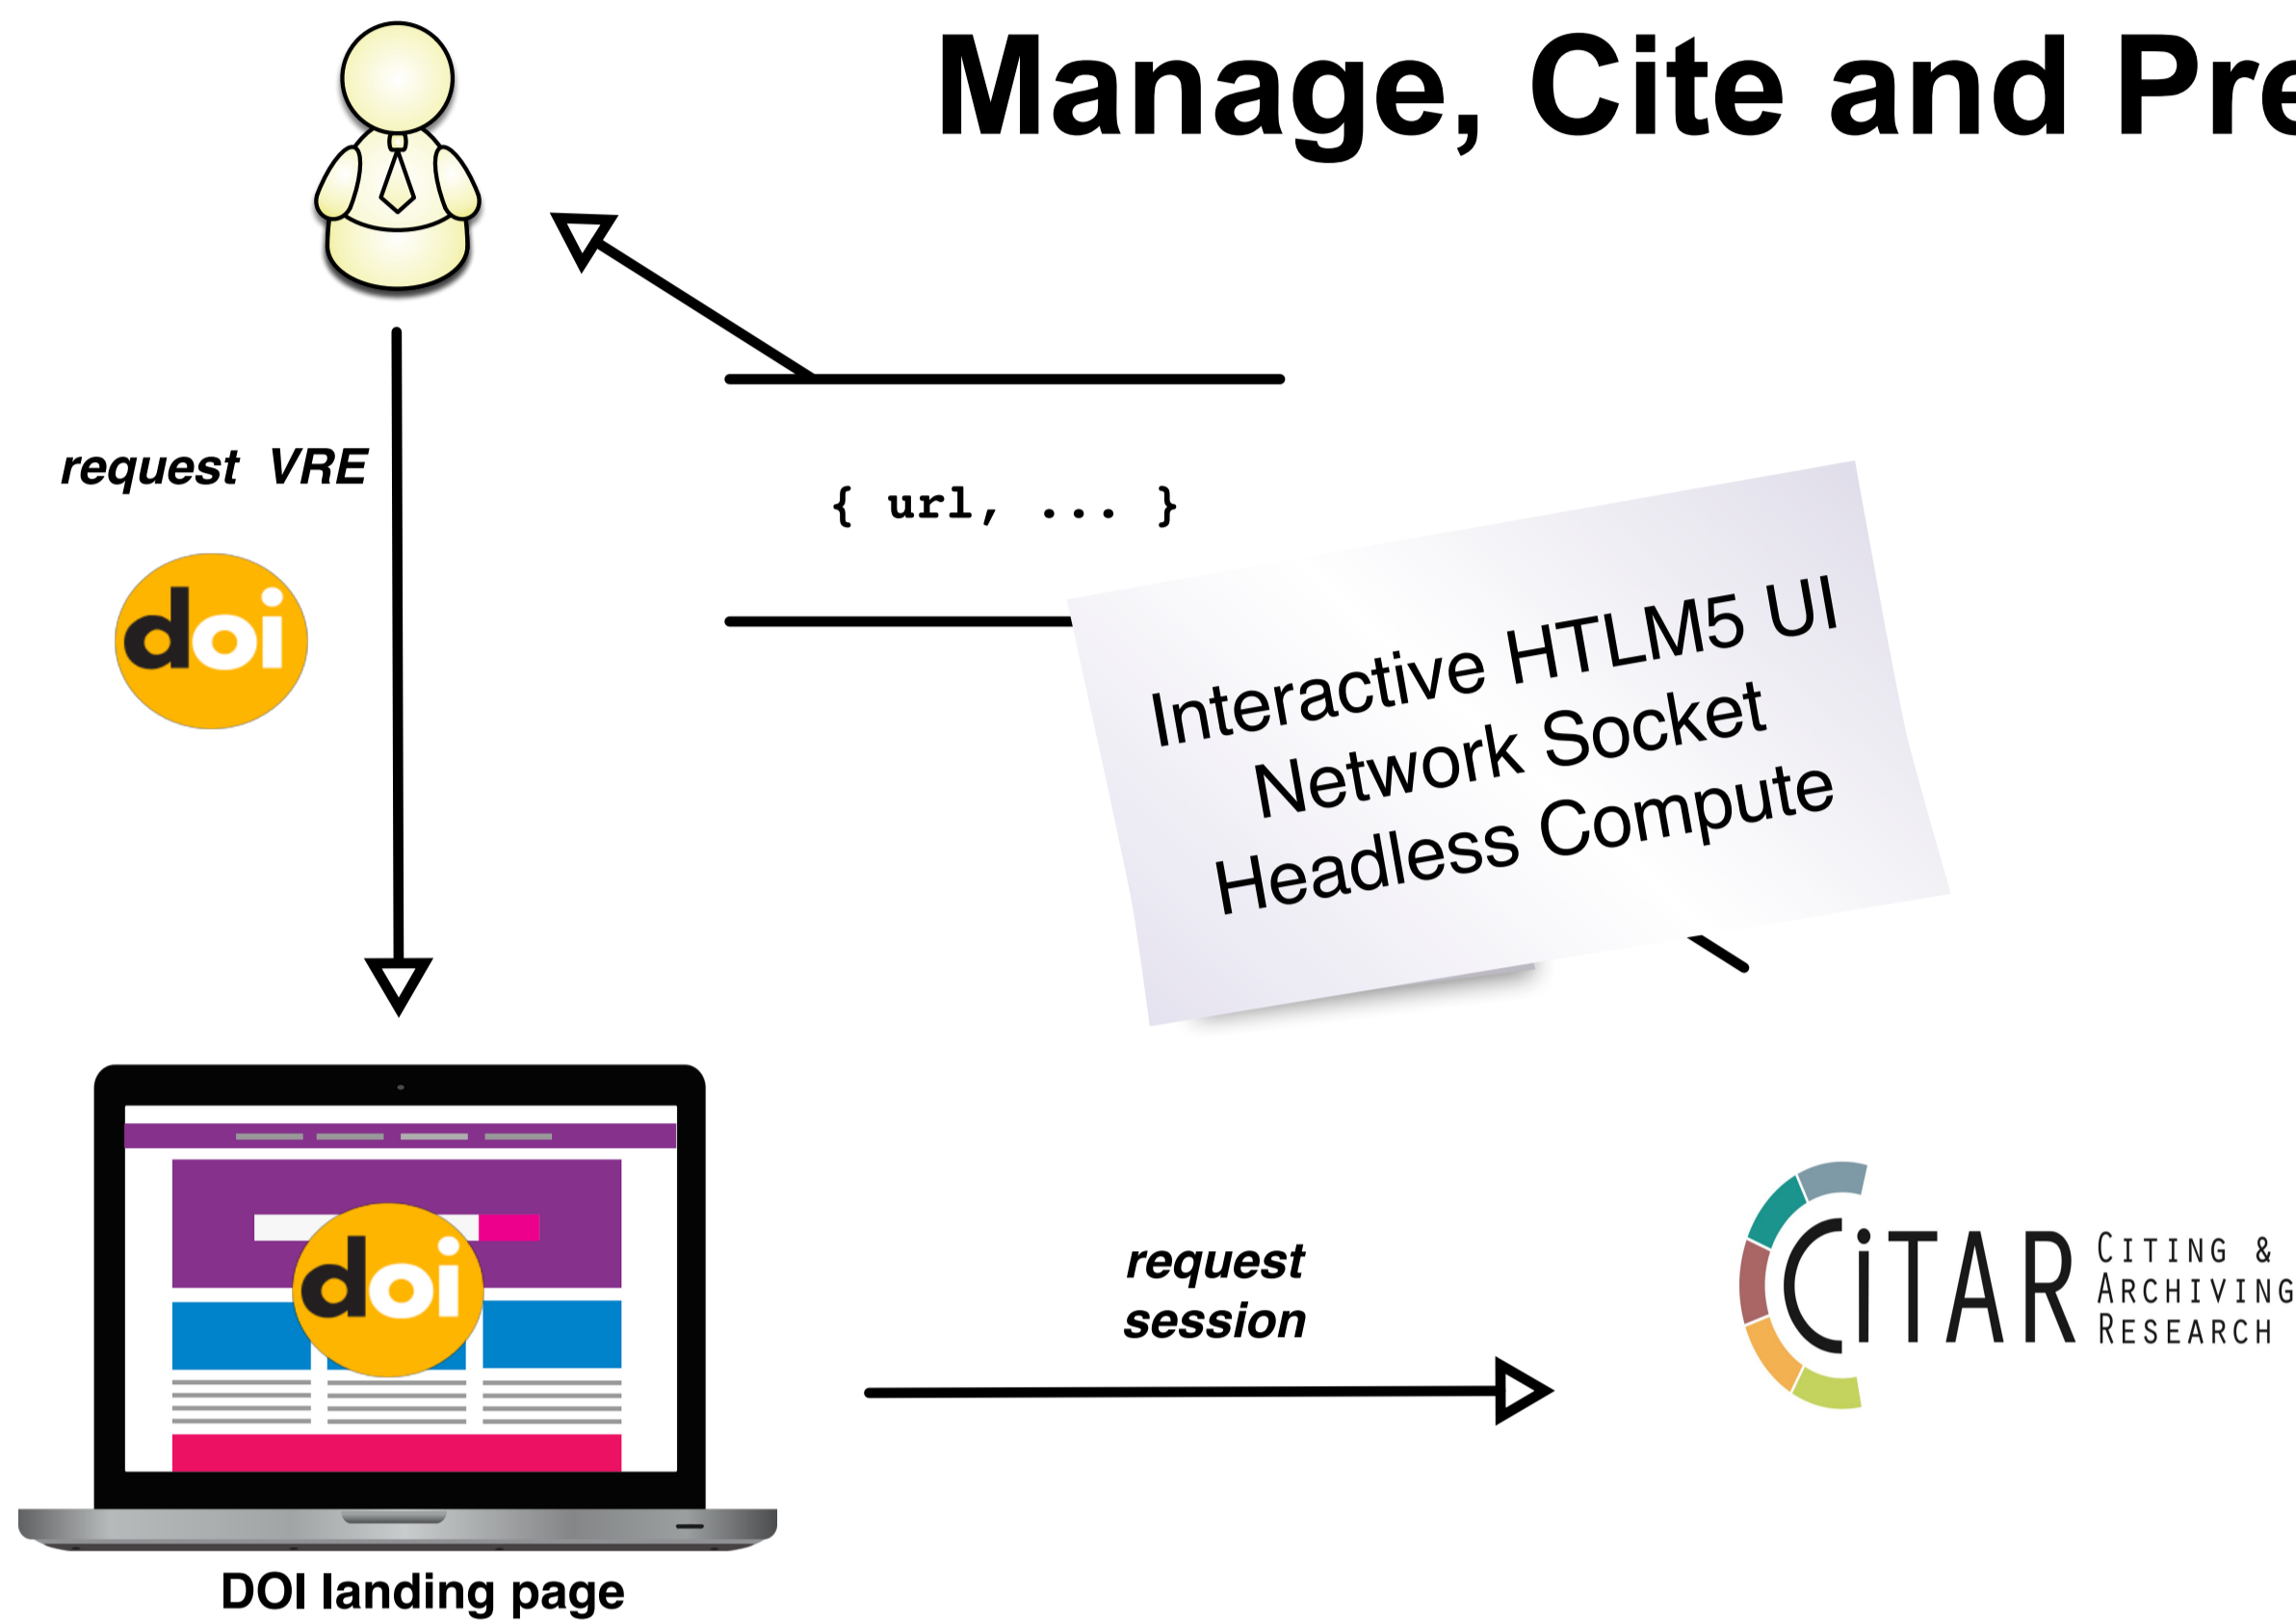 Manage, Cite and Pre
request VRE
doi
{ url, ... }
Interactive HTLM5 UI
Network Socket
Headless Compute
doi
request
session
CiTAR
CITING &
ARCHIVING
RESEARCH
DOI landing page